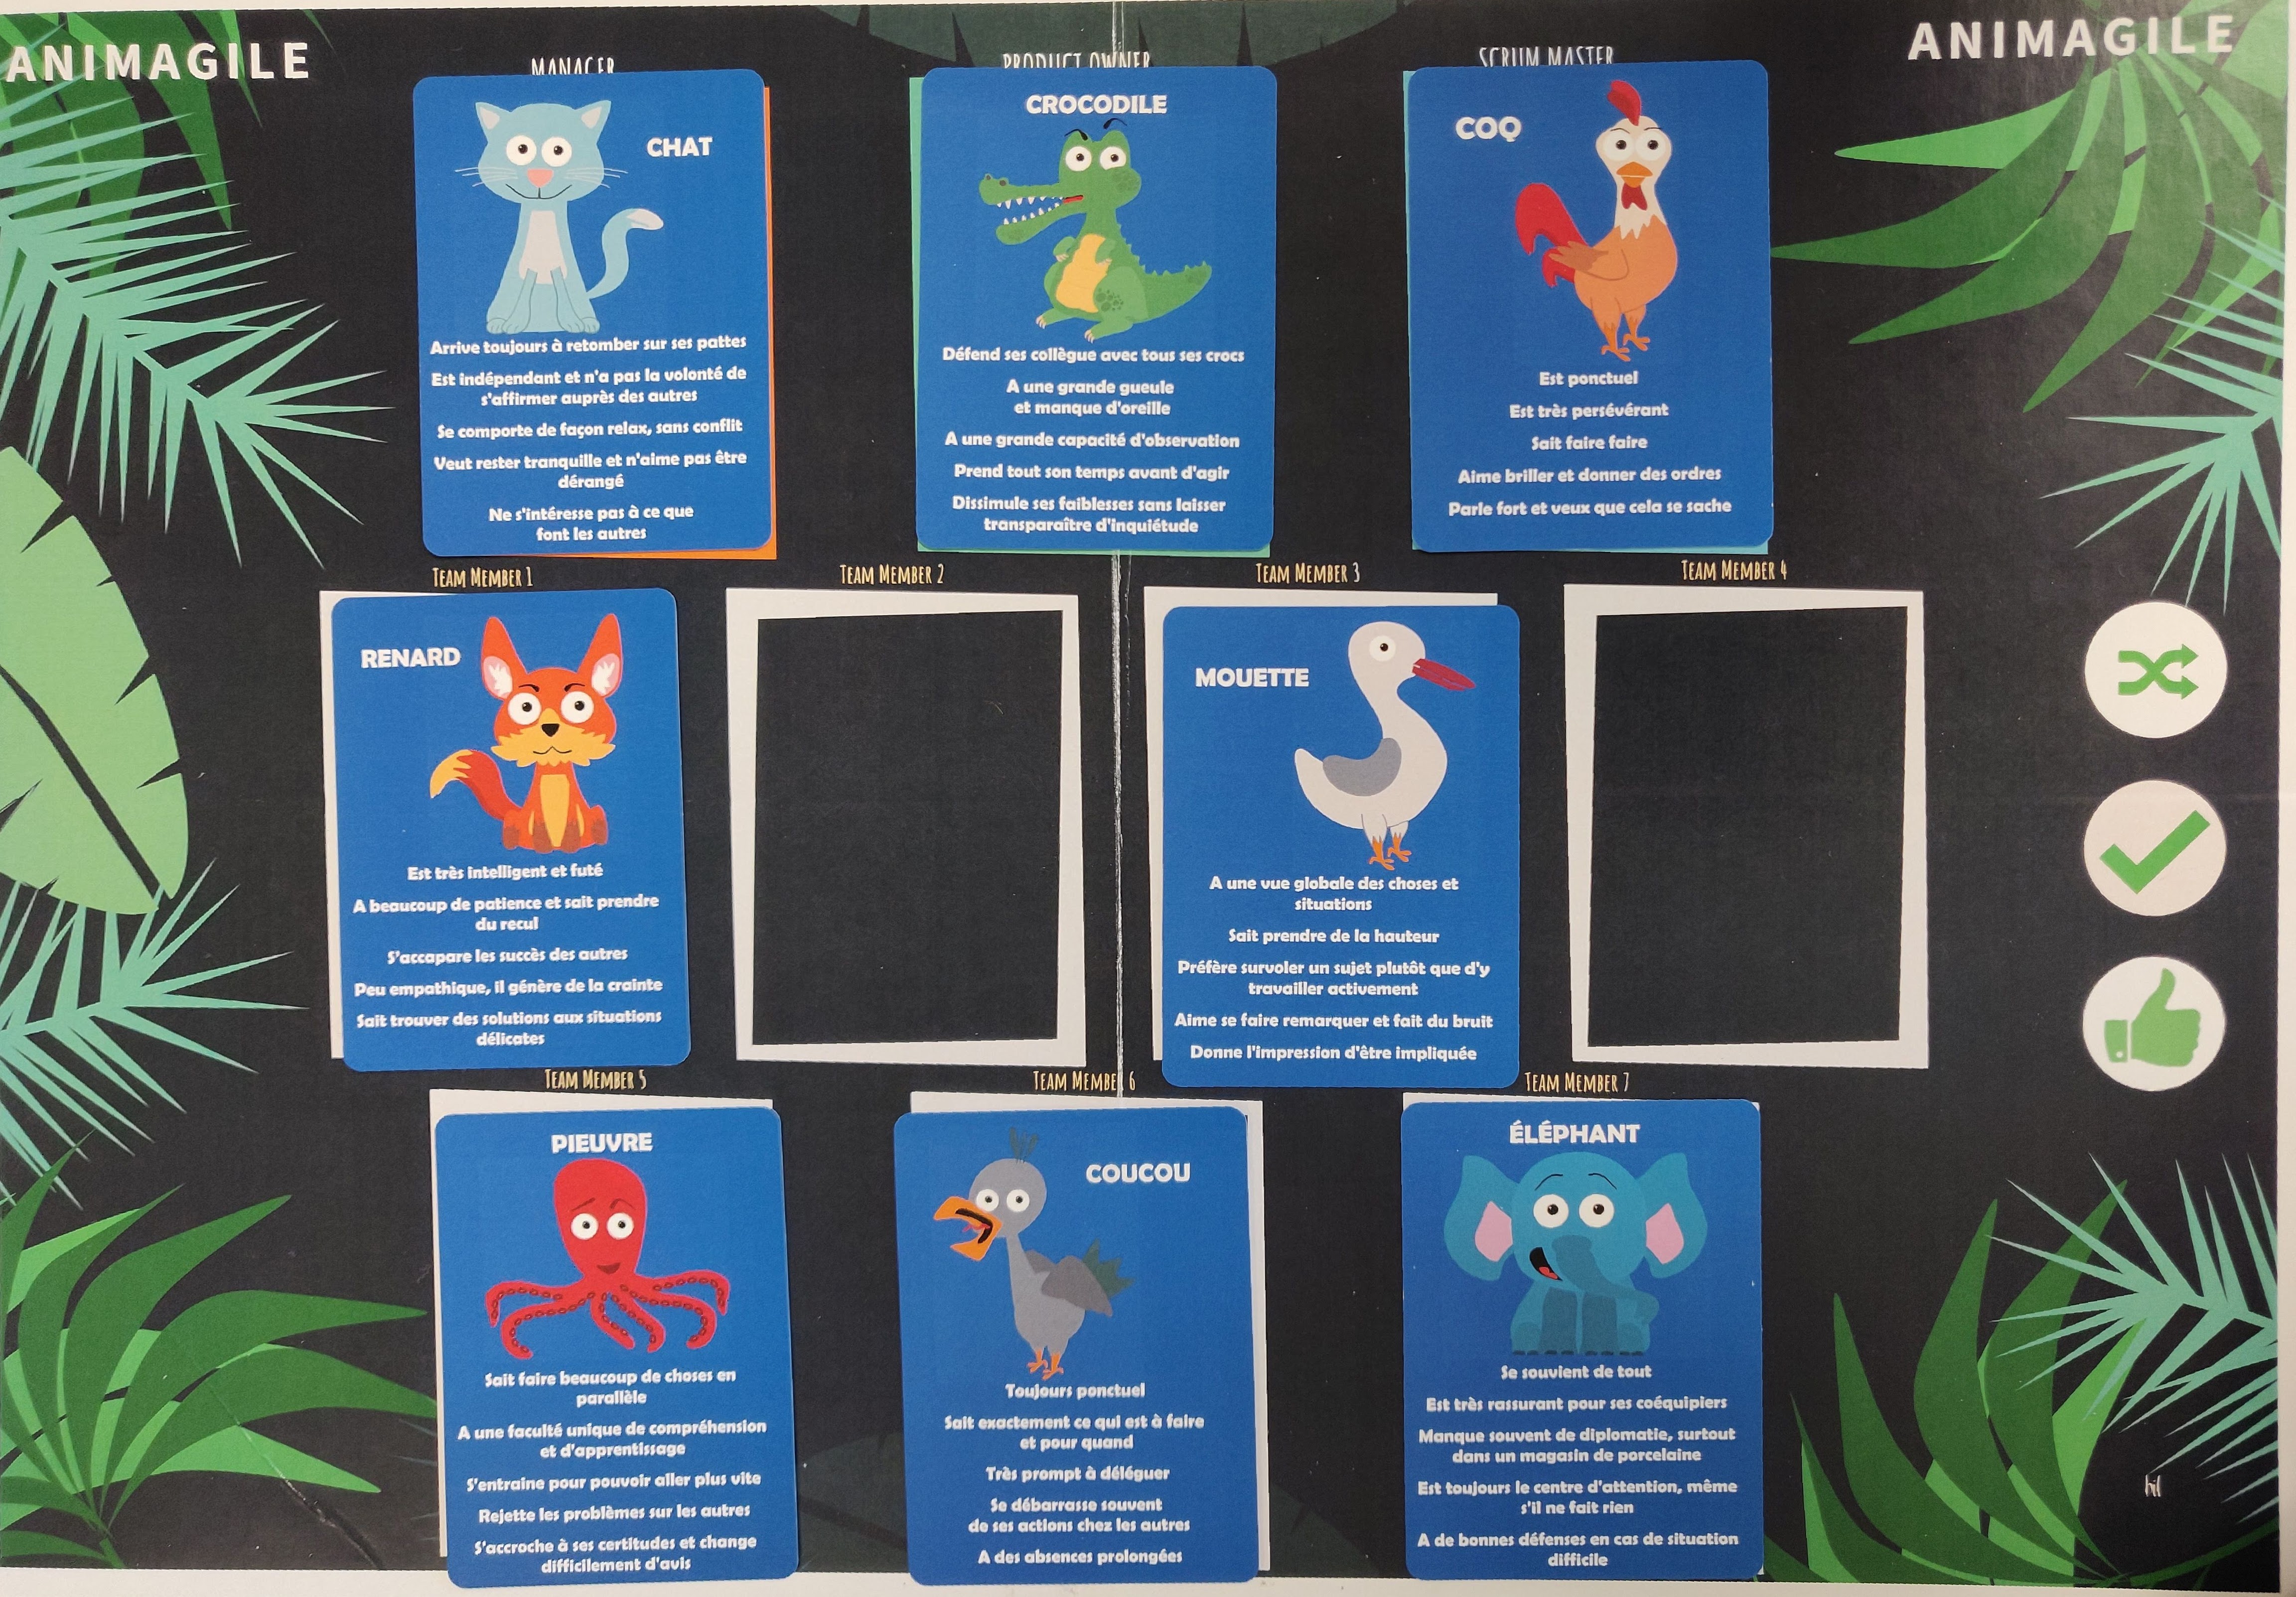 ANIMAGILE
ANIMAGILE
MANAGER
PRODUCT OWNER
SCRUM MASTER
CHAT
Arrive toujours à retomber sur ses pattes
Est indépendant et n'a pas la volonté de
s'affirmer auprès des autres
Se comporte de façon relax, sans conflit
Veut rester tranquille et n'aime pas être
dérangé
Ne s'intéresse pas à ce que
font les autres
CROCODILE
Défend ses collègue avec tous ses crocs
A une grande gueule
et manque d'oreille
A une grande capacité d'observation
Prend tout son temps avant d'agir
Dissimule ses faiblesses sans laisser
transparaître d'inquiétude
COQ
Est ponctuel
Est très persévérant
Sait faire faire
Aime briller et donner des ordres
Parle fort et veux que cela se sache
TEAM MEMBER 1
TEAM MEMBER 2
TEAM MEMBER 3
TEAM MEMBER 4
RENARD
Est très intelligent et futé
A beaucoup de patience et sait prendre
du recul
S'accapare les succès des autres
Peu empathique, il génère de la crainte
Sait trouver des solutions aux situations
délicates
MOUETTE
A une vue globale des choses et
situations
Sait prendre de la hauteur
Préfère survoler un sujet plutôt que d'y
travailler activement
Aime se faire remarquer et fait du bruit
Donne l'impression d'être impliquée
TEAM MEMBER 5
TEAM MEMBER 6
TEAM MEMBER 7
PIEUVRE
Sait faire beaucoup de choses en
parallèle
A une faculté unique de compréhension
et d'apprentissage
S'entraine pour pouvoir aller plus vite
Rejette les problèmes sur les autres
S'accroche à ses certitudes et change
difficilement d'avis
COUCOU
Toujours ponctuel
Sait exactement ce qui est à faire
et pour quand
Très prompt à déléguer
Se débarrasse souvent
de ses actions chez les autres
A des absences prolongées
ÉLÉPHANT
Se souvient de tout
Est très rassurant pour ses coéquipiers
Manque souvent de diplomatie, surtout
dans un magasin de porcelaine
Est toujours le centre d'attention, même
s'il ne fait rien
A de bonnes défenses en cas de situation
difficile